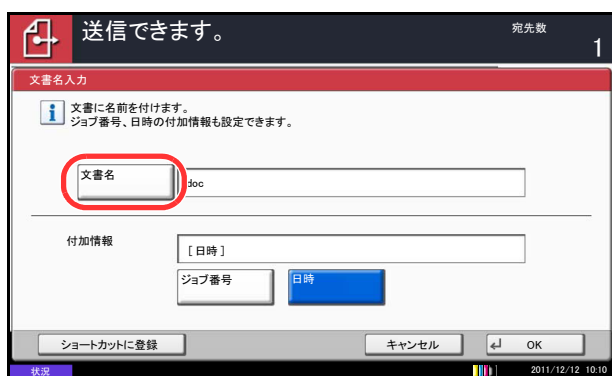 送信できます。
宛先数
1
文書名入力
文書に名前を付けます。
ジョブ番号、日時の付加情報も設定できます。
文書名
doc
付加情報
[日時]
ジョブ番号
日時
ショートカットに登録
キャンセル
OK
状況
2011/12/12 10:10